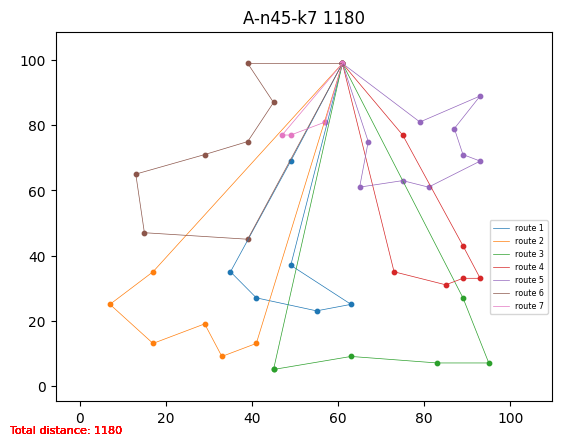 A-n45-k7 1180
100
80
60
40
20
0
route 1
route 2
route 3
route 4
route 5
route 6
route 7
0 20 40 60 80 100
Total distance: 1180